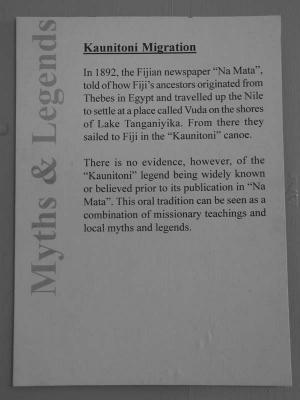 Myths & Legends
Kaunitoni Migration
In 1892, the Fijian newspaper “Na Mata”,
told of how Fiji’s ancestors originated from
Thebes in Egypt and travelled up the Nile
to settle at a place called Vuda on the shores
of Lake Tanganiyika. From there they
sailed to Fiji in the “Kaunitoni” canoe.
There is no evidence, however, of the
“Kaunitoni” legend being widely known
or believed prior to its publication in “Na
Mata”. This oral tradition can be seen as a
combination of missionary teachings and
local myths and legends.